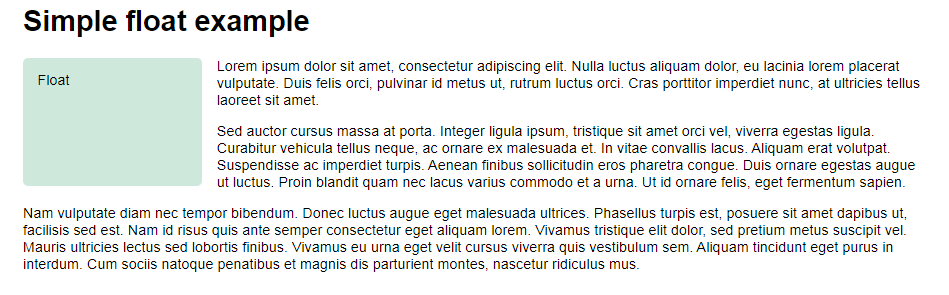 Simple float example
Float
Lorem ipsum dolor sit amet, consectetur adipiscing elit. Nulla luctus aliquam dolor, eu lacinia lorem placerat
vulputate. Duis felis orci, pulvinar id metus ut, rutrum luctus orci. Cras porttitor imperdiet nunc, at ultricies tellus
laoreet sit amet.
Sed auctor cursus massa at porta. Integer ligula ipsum, tristique sit amet orci vel, viverra egestas ligula.
Curabitur vehicula tellus neque, ac ornare ex malesuada et. In vitae convallis lacus. Aliquam erat volutpat.
Suspendisse ac imperdiet turpis. Aenean finibus sollicitudin eros pharetra congue. Duis ornare egestas augue
ut luctus. Proin blandit quam nec lacus varius commodo et a urna. Ut id ornare felis, eget fermentum sapien.
Nam vulputate diam nec tempor bibendum. Donec luctus augue eget malesuada ultrices. Phasellus turpis est, posuere sit amet dapibus ut,
facilisis sed est. Nam id risus quis ante semper consectetur eget aliquam lorem. Vivamus tristique elit dolor, sed pretium metus suscipit vel.
Mauris ultricies lectus sed lobortis finibus. Vivamus eu urna eget velit cursus viverra quis vestibulum sem. Aliquam tincidunt eget purus in
interdum. Cum sociis natoque penatibus et magnis dis parturient montes, nascetur ridiculus mus.